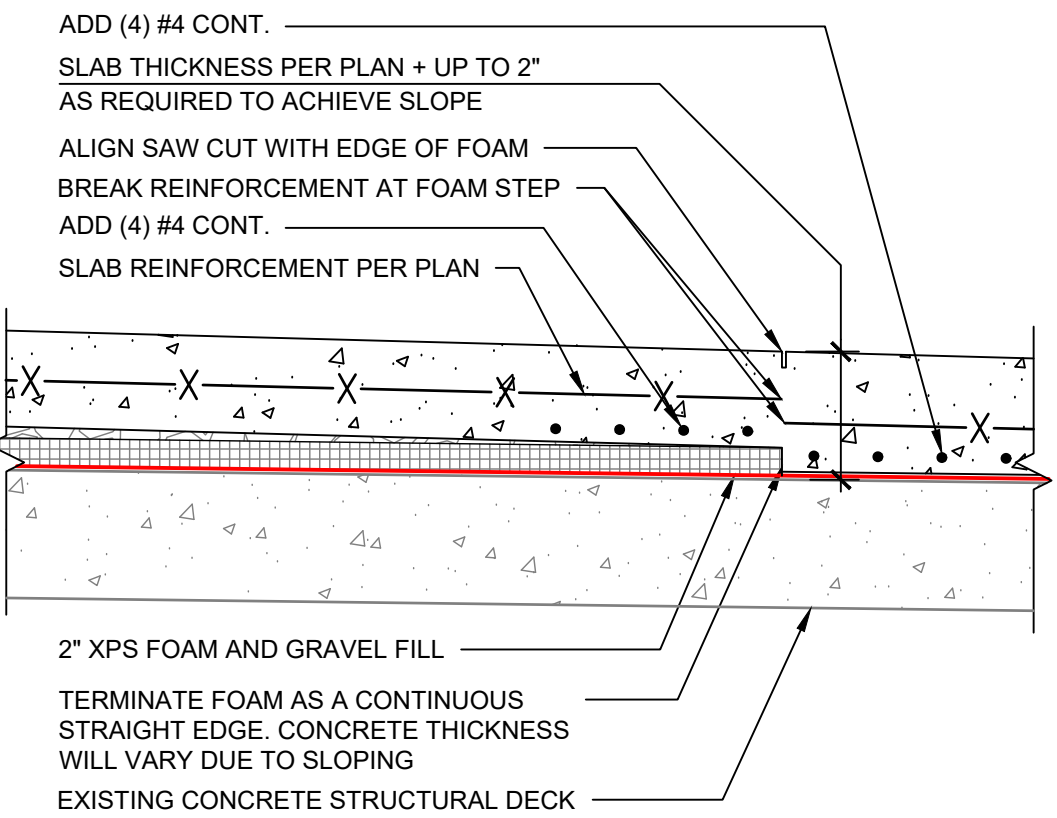 ADD (4) #4 CONT.
SLAB THICKNESS PER PLAN + UP TO 2"
AS REQUIRED TO ACHIEVE SLOPE
ALIGN SAW CUT WITH EDGE OF FOAM
BREAK REINFORCEMENT AT FOAM STEP
ADD (4) #4 CONT.
SLAB REINFORCEMENT PER PLAN
2" XPS FOAM AND GRAVEL FILL
TERMINATE FOAM AS A CONTINUOUS
STRAIGHT EDGE. CONCRETE THICKNESS
WILL VARY DUE TO SLOPING
EXISTING CONCRETE STRUCTURAL DECK